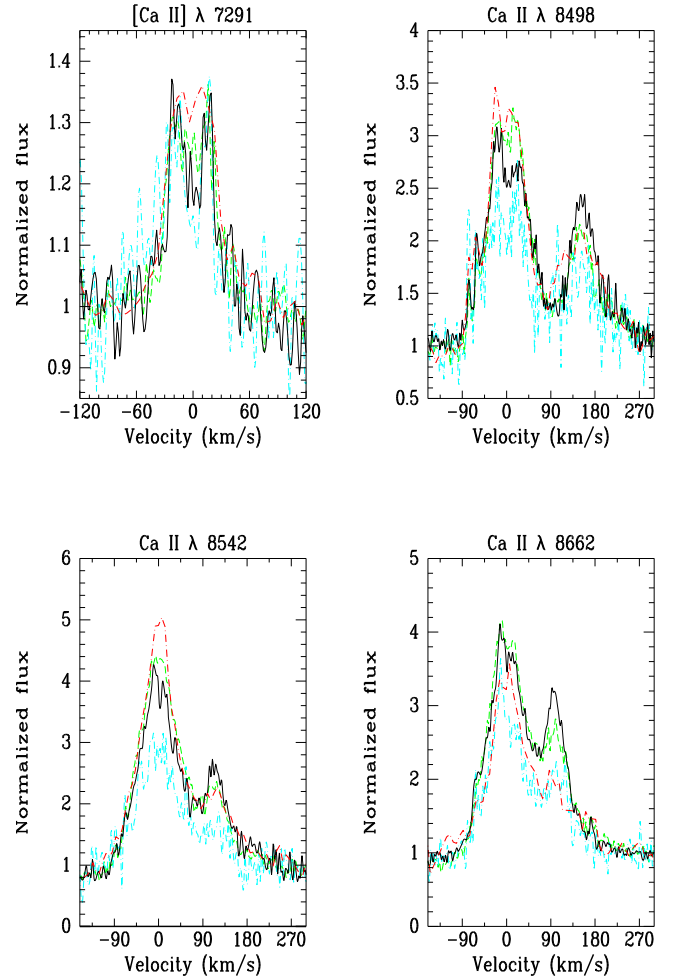 [Ca II] λ 7291
Normalized flux
1.4
1.3
1.2
1.1
1
0.9
−120 −60 0 60 120
Velocity (km/s)
Ca II λ 8498
Normalized flux
4
3.5
3
2.5
2
1.5
1
0.5
−90 0 90 180 270
Velocity (km/s)
Ca II λ 8542
Normalized flux
6
5
4
3
2
1
0
−90 0 90 180 270
Velocity (km/s)
Ca II λ 8662
Normalized flux
5
4
3
2
1
0
−90 0 90 180 270
Velocity (km/s)